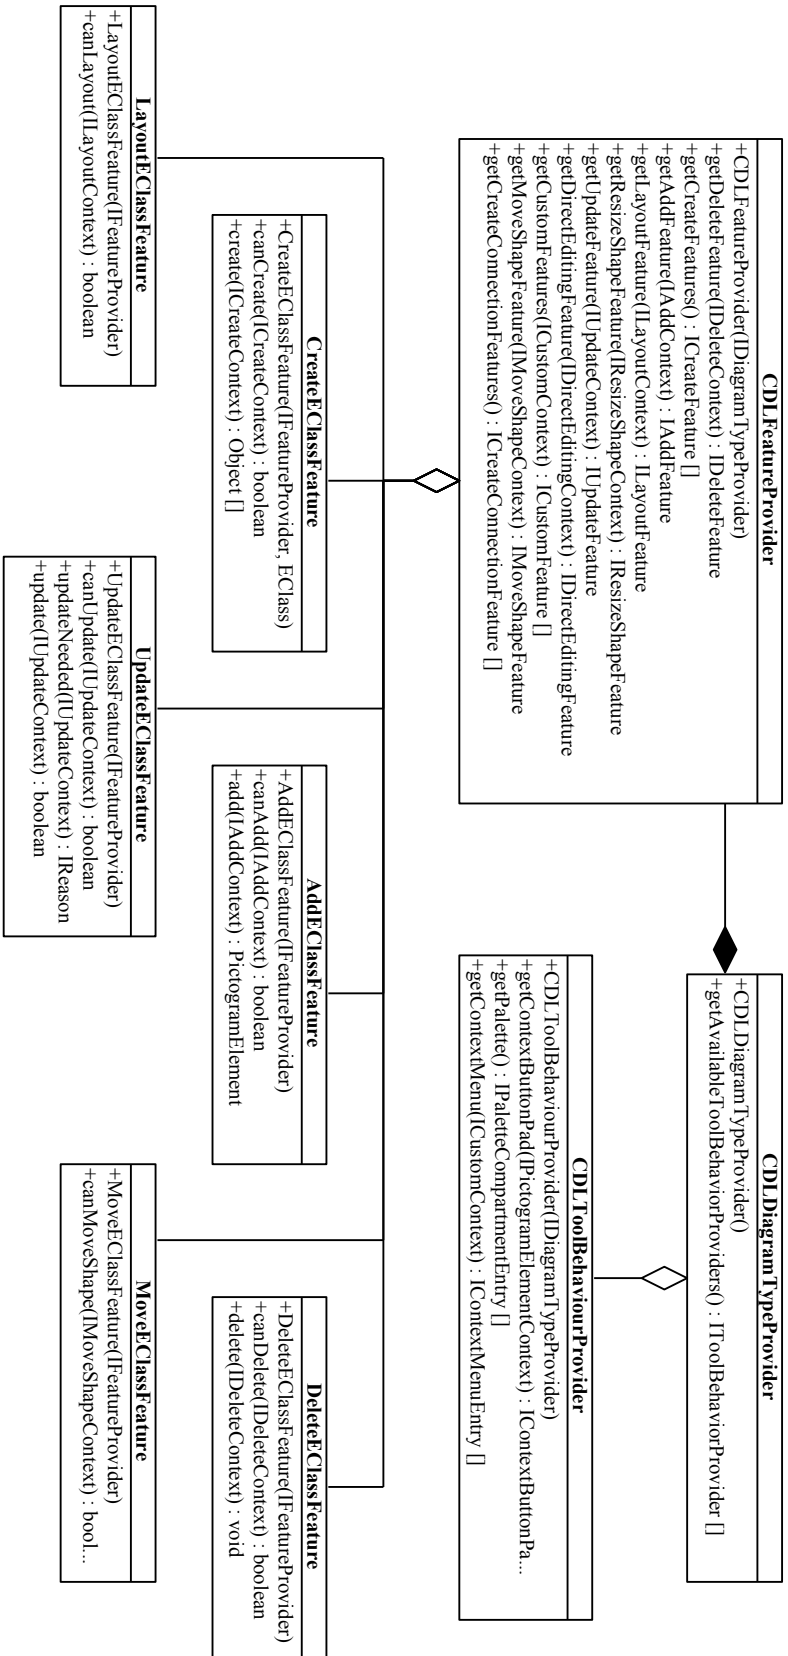 CDLFeatureProvider
+CDLFeatureProvider(IDiagramTypeProvider)
+getDeleteFeature(IDeleteContext) : IDeleteFeature
+getCreateFeatures() : ICreateFeature []
+getAddFeature(IAddContext) : IAddFeature
+getLayoutFeature(ILayoutContext) : ILayoutFeature
+getResizeShapeFeature(IResizeShapeContext) : IResizeShapeFeature
+getUpdateFeature(IUpdateContext) : IUpdateFeature
+getDirectEditingFeature(IDirectEditingContext) : IDirectEditingFeature
+getCustomFeatures(ICustomContext) : ICustomFeature []
+getMoveShapeFeature(IMoveShapeContext) : IMoveShapeFeature
+getCreateConnectionFeatures() : ICreateConnectionFeature []
CDLDiagramTypeProvider
+CDLDiagramTypeProvider()
+getAvailableToolBehaviorProviders() : IToolBehaviorProvider []
CDLToolBehaviourProvider
+CDLToolBehaviourProvider(IDiagramTypeProvider)
+getContextButtonPad(IPictogramElementContext) : IContextButtonPa...
+getPalette() : IPaletteCompartmentEntry []
+getContextMenu(ICustomContext) : IContextMenuEntry []
CreateEClassFeature
+CreateEClassFeature(IFeatureProvider, EClass)
+canCreate(ICreateContext) : boolean
+create(ICreateContext) : Object []
AddEClassFeature
+AddEClassFeature(IFeatureProvider)
+canAdd(IAddContext) : boolean
+add(IAddContext) : PictogramElement
DeleteEClassFeature
+DeleteEClassFeature(IFeatureProvider)
+canDelete(IDeleteContext) : boolean
+delete(IDeleteContext) : void
LayoutEClassFeature
+LayoutEClassFeature(IFeatureProvider)
+canLayout(ILayoutContext) : boolean
UpdateEClassFeature
+UpdateEClassFeature(IFeatureProvider)
+canUpdate(IUpdateContext) : boolean
+updateNeeded(IUpdateContext) : IReason
+update(IUpdateContext) : boolean
MoveEClassFeature
+MoveEClassFeature(IFeatureProvider)
+canMoveShape(IMoveShapeContext) : bool...